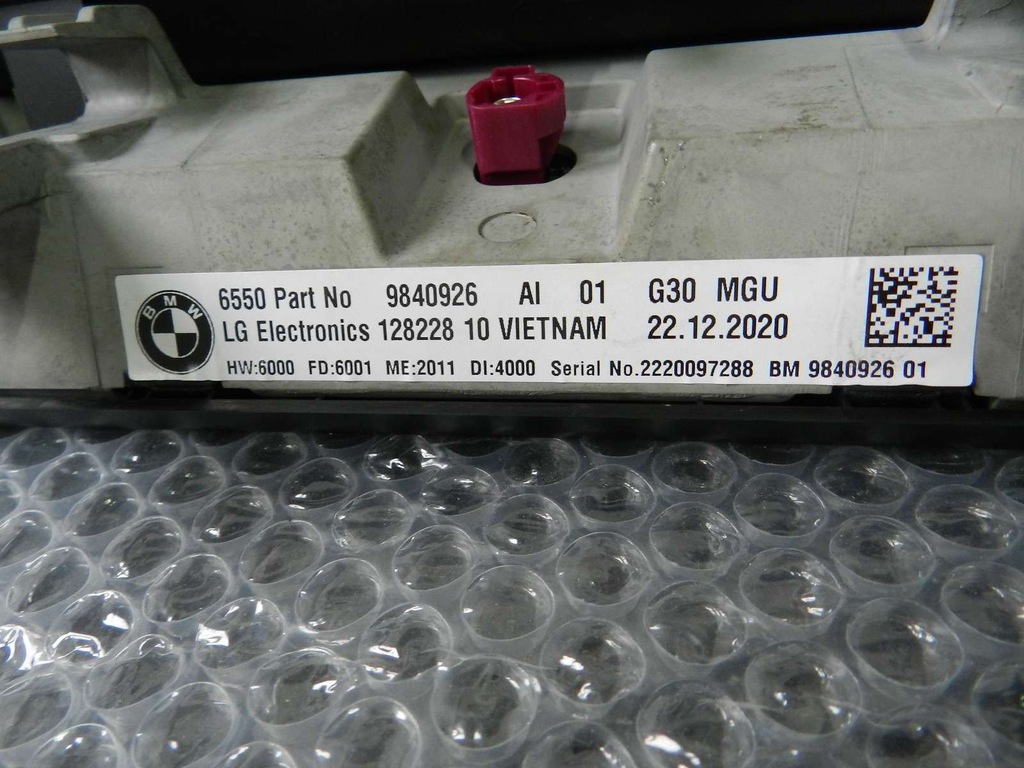 BMW
6550 Part No 9840926 AI 01 G30 MGU
LG Electronics 128228 10 VIETNAM 22.12.2020
HW:6000 FD:6001 ME:2011 DI:4000 Serial No.2220097288 BM 9840926 01